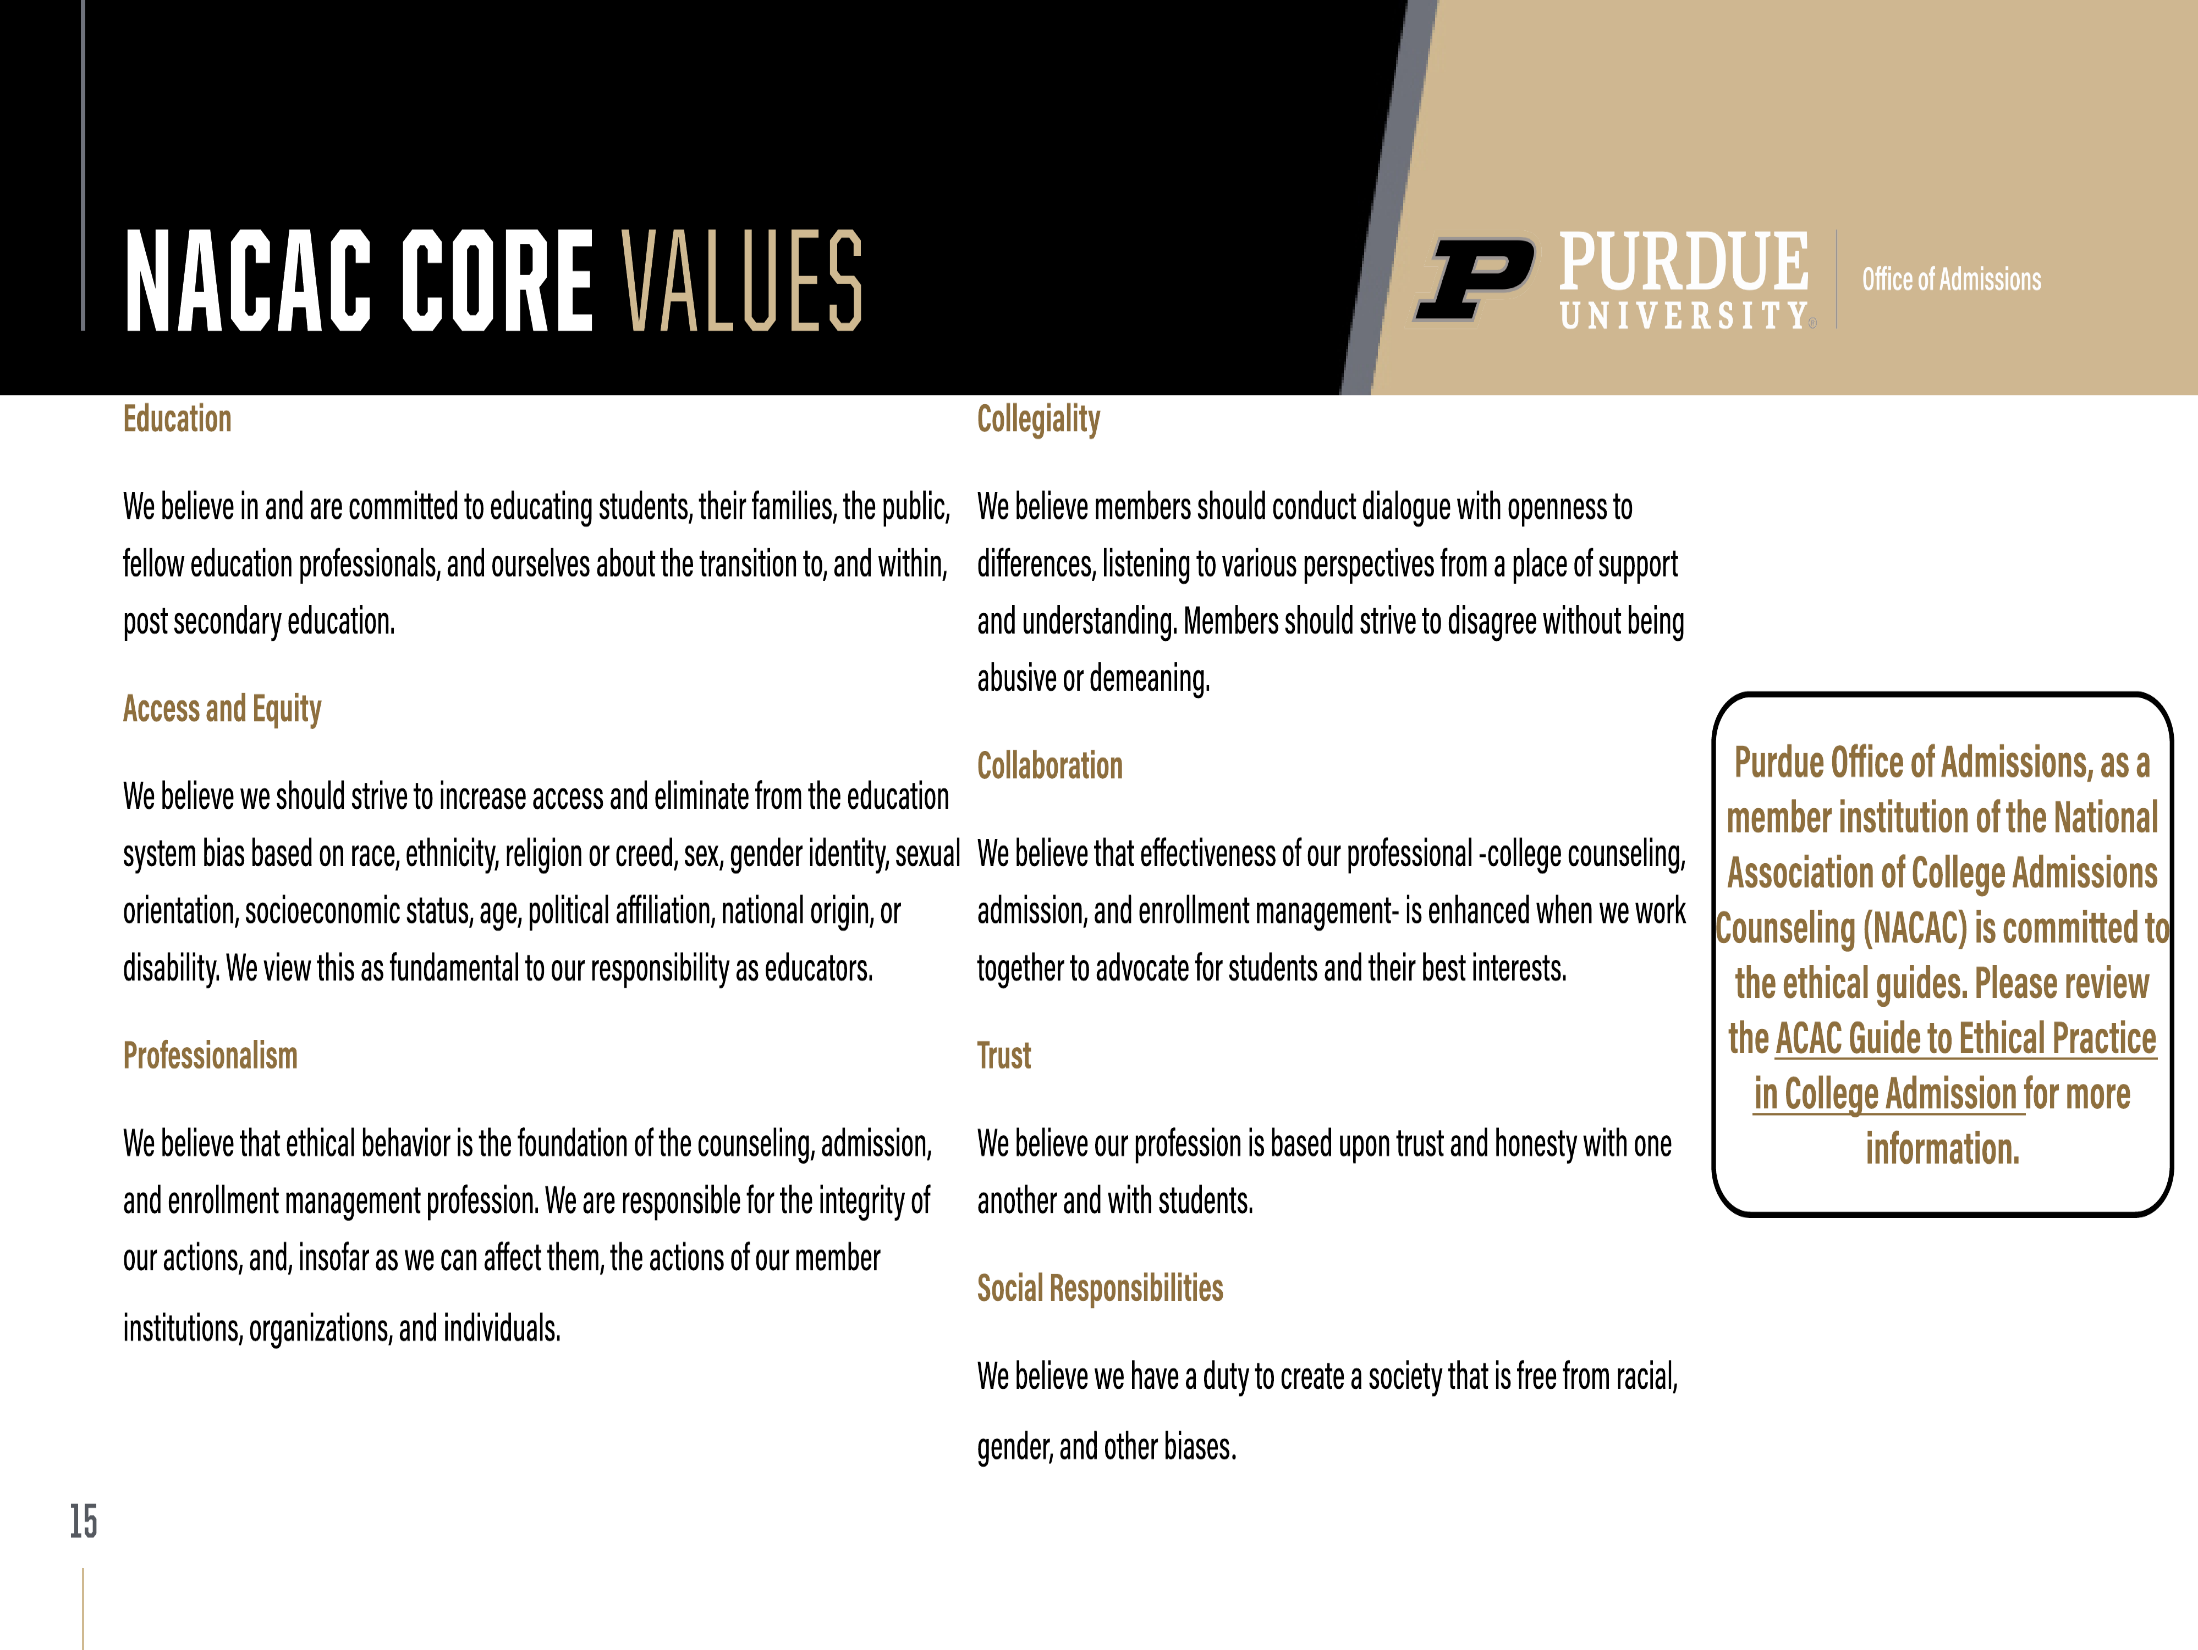 NACAC CORE VALUES
PURDUE
UNIVERSITY®
Office of Admissions
Education
We believe in and are committed to educating students, their families, the public,
fellow education professionals, and ourselves about the transition to, and within,
post secondary education.
Access and Equity
We believe we should strive to increase access and eliminate from the education
system bias based on race, ethnicity, religion or creed, sex, gender identity, sexual
orientation, socioeconomic status, age, political affiliation, national origin, or
disability. We view this as fundamental to our responsibility as educators.
Professionalism
We believe that ethical behavior is the foundation of the counseling, admission,
and enrollment management profession. We are responsible for the integrity of
our actions, and, insofar as we can affect them, the actions of our member
institutions, organizations, and individuals.
Collegiality
We believe members should conduct dialogue with openness to
differences, listening to various perspectives from a place of support
and understanding. Members should strive to disagree without being
abusive or demeaning.
Collaboration
We believe that effectiveness of our professional -college counseling,
admission, and enrollment management- is enhanced when we work
together to advocate for students and their best interests.
Trust
We believe our profession is based upon trust and honesty with one
another and with students.
Social Responsibilities
We believe we have a duty to create a society that is free from racial,
gender, and other biases.
Purdue Office of Admissions, as a
member institution of the National
Association of College Admissions
Counseling (NACAC) is committed to
the ethical guides. Please review
the ACAC Guide to Ethical Practice
in College Admission for more
information.
15